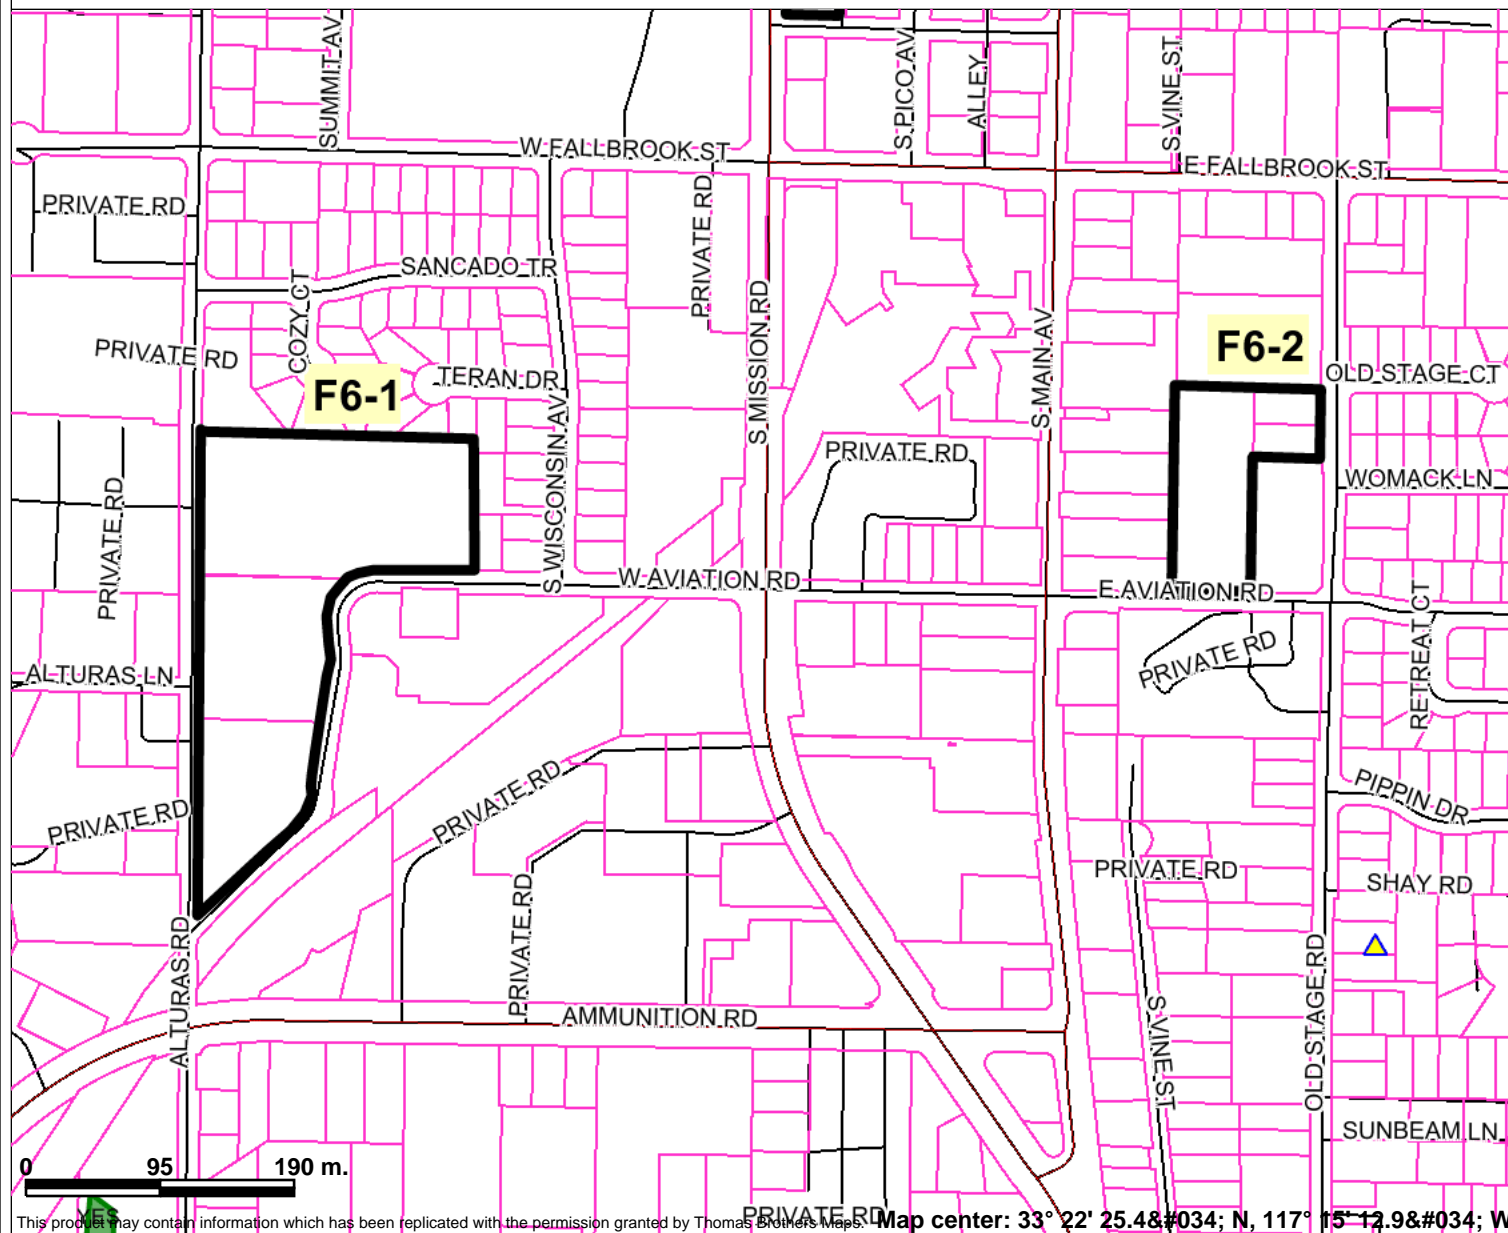 SUMMIT AV
S PICO AV
ALLEY
S VINE ST
W FALLBROOK ST
E FALLBROOK ST
PRIVATE RD
PRIVATE RD
SANCADO TR
COZY CT
S MISSION RD
S MAIN AV
PRIVATE RD
F6-2
OLD STAGE CT
TERAN DR
F6-1
S WISCONSIN AV
PRIVATE RD
WOMACK LN
PRIVATE RD
W AVIATION RD
E AVIATION RD
RETREAT CT
PRIVATE RD
ALTURAS LN
PRIVATE RD
PRIVATE RD
PIPPIN DR
PRIVATE RD
SHAY RD
PRIVATE RD
ALTURAS RD
OLD STAGE RD
AMMUNITION RD
S VINE ST
SUNBEAM LN
0 95 190 m.
YES
PRIVATE RD
This product may contain information which has been replicated with the permission granted by Thomas Brothers Maps.
Map center: 33° 22' 25.4&#034; N, 117° 15' 12.9&#034; W